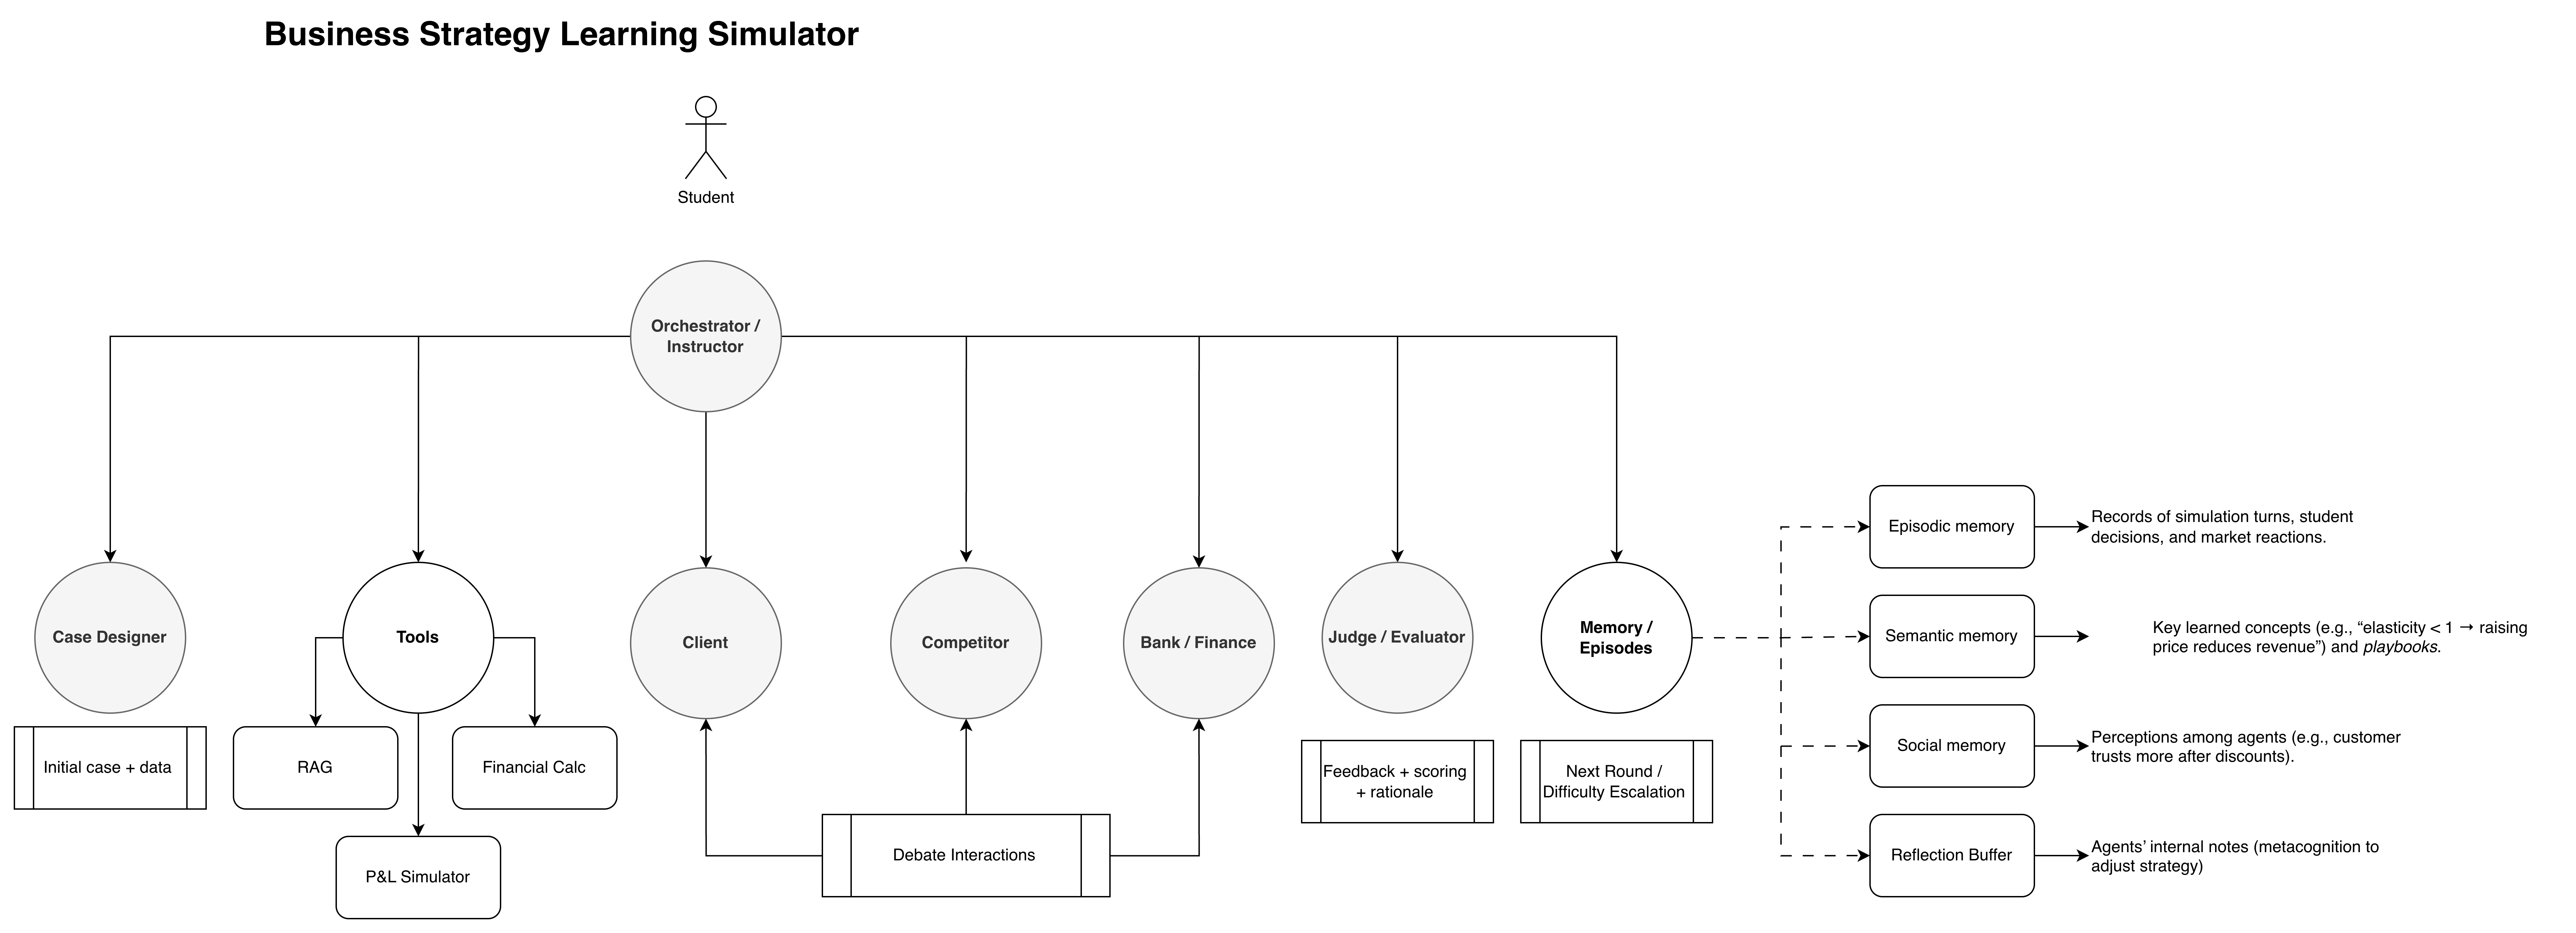 Business Strategy Learning Simulator
Student
Orchestrator /
Instructor
Case Designer
Tools
Client
Competitor
Bank / Finance
Judge / Evaluator
Memory /
Episodes
Initial case + data
RAG
Financial Calc
P&L Simulator
Debate Interactions
Feedback + scoring
+ rationale
Next Round /
Difficulty Escalation
Episodic memory
Records of simulation turns, student
decisions, and market reactions.
Semantic memory
Key learned concepts (e.g., “elasticity < 1 → raising
price reduces revenue”) and playbooks.
Social memory
Perceptions among agents (e.g., customer
trusts more after discounts).
Reflection Buffer
Agents’ internal notes (metacognition to
adjust strategy)